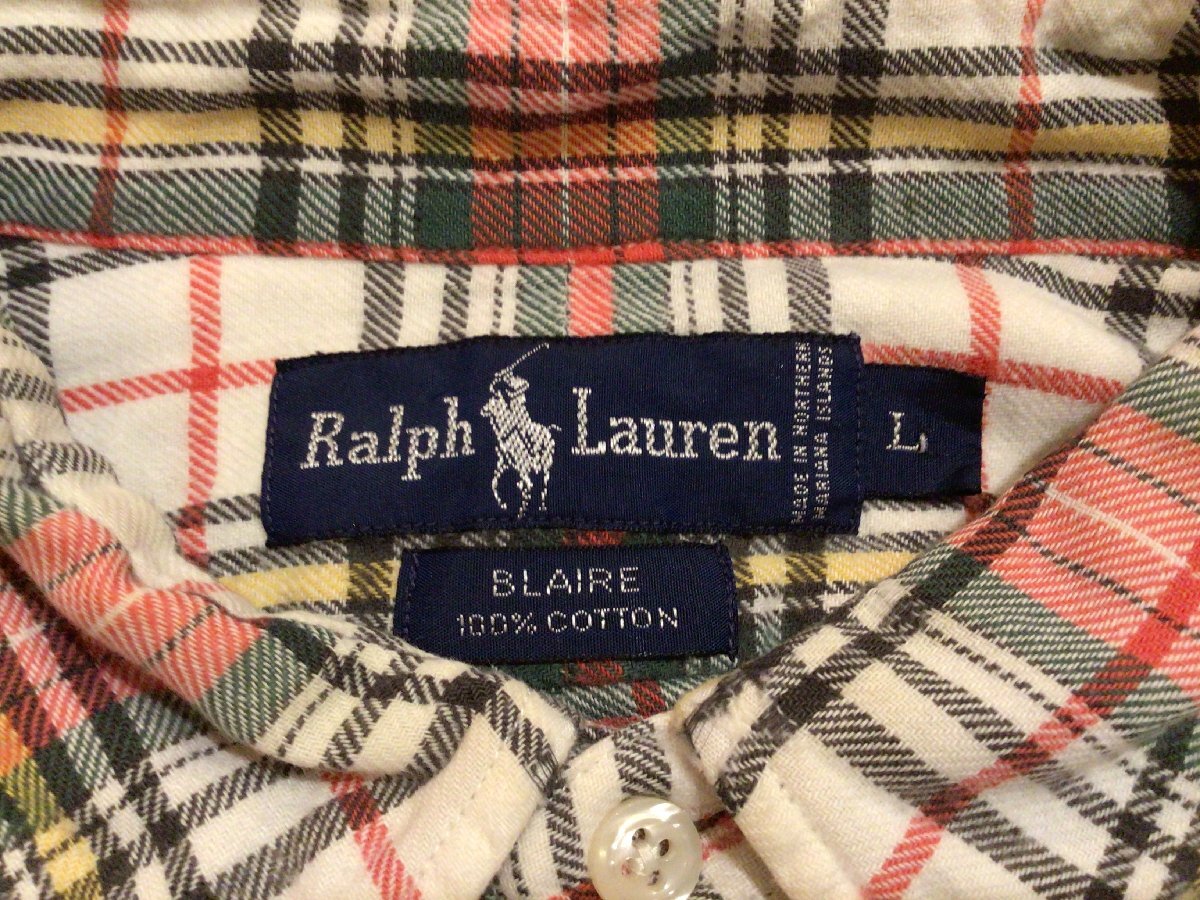 Ralph Lauren
MADE IN NORTHERN
MARIANA ISLANDS
L
BLAIRE
100% COTTON